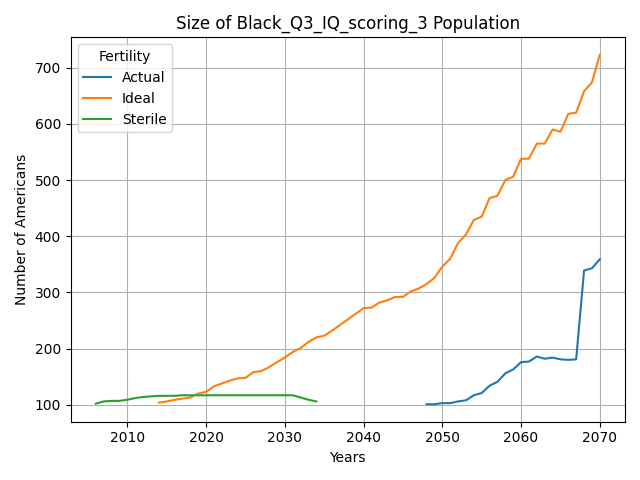 Size of Black_Q3_IQ_scoring_3 Population
Fertility
Actual
Ideal
Sterile
Number of Americans
700
600
500
400
300
200
100
2010 2020 2030 2040 2050 2060 2070
Years